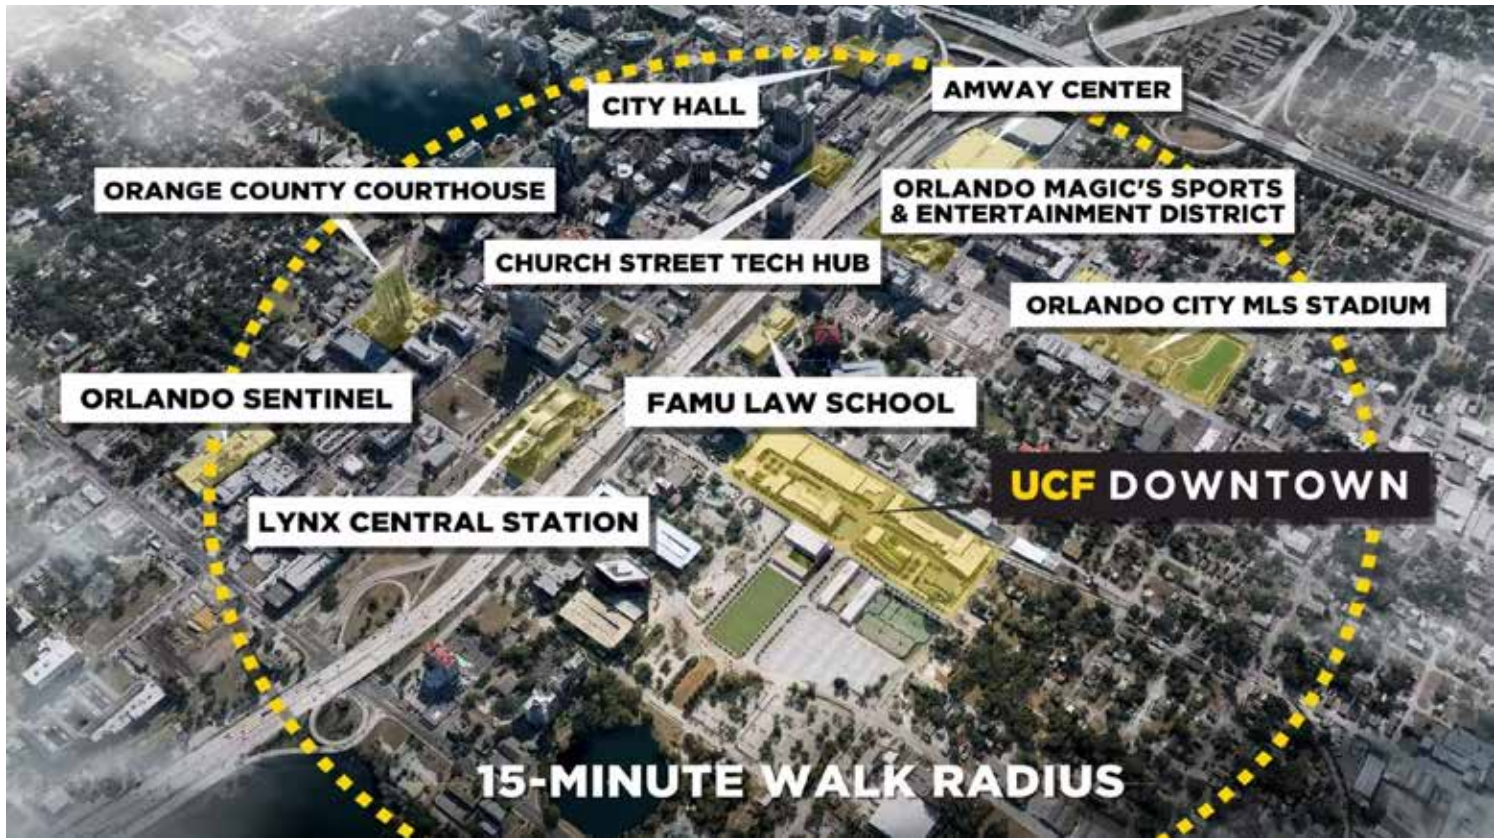 CITY HALL
AMWAY CENTER
ORANGE COUNTY COURTHOUSE
ORLANDO MAGIC'S SPORTS
& ENTERTAINMENT DISTRICT
CHURCH STREET TECH HUB
ORLANDO CITY MLS STADIUM
ORLANDO SENTINEL
FAMU LAW SCHOOL
UCF DOWNTOWN
LYNX CENTRAL STATION
15-MINUTE WALK RADIUS